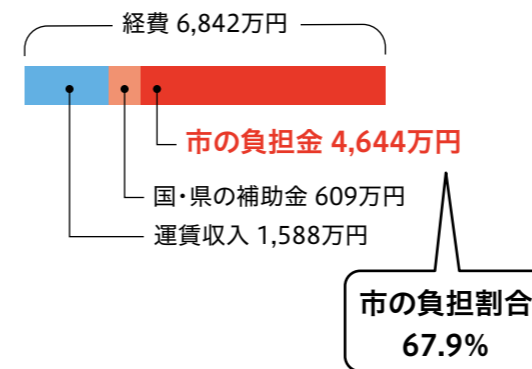 経費 6,842万円
市の負担金 4,644万円
国・県の補助金 609万円
運賃収入 1,588万円
市の負担割合
67.9%